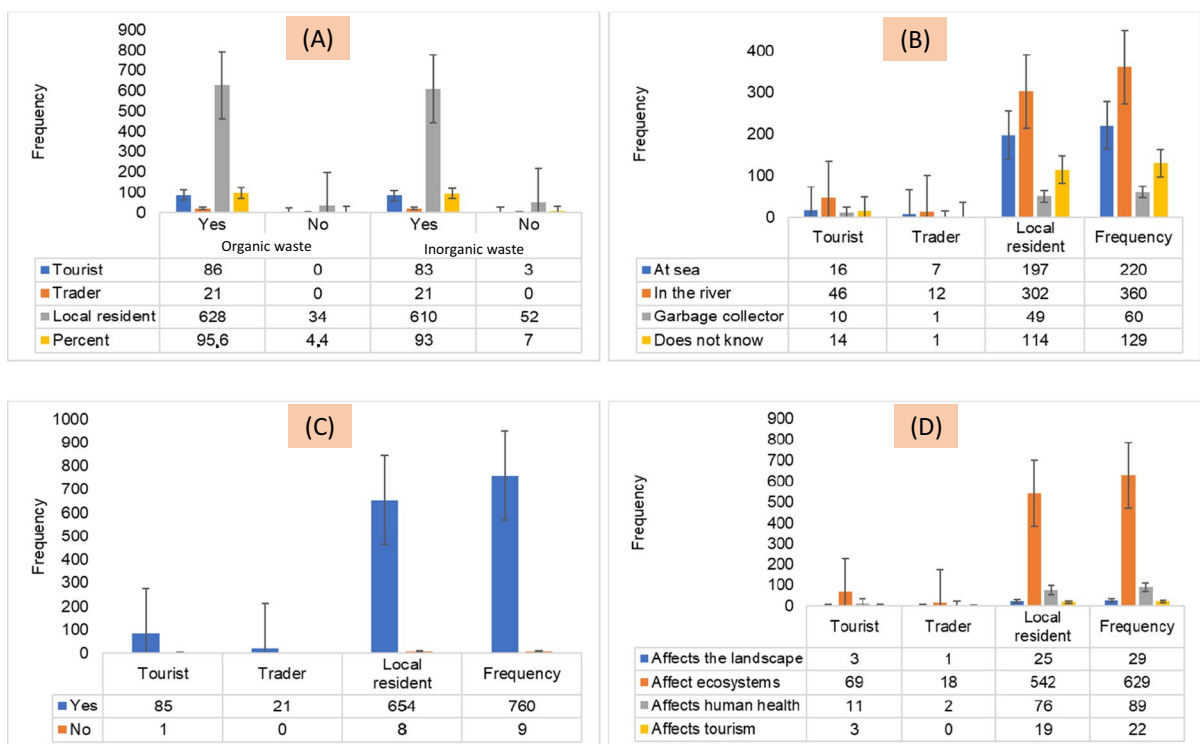 (A)
900
800
700
600
500
400
300
200
100
0
Frequency
Yes No Yes No
Organic waste Inorganic waste
Tourist 86 0 83 3
Trader 21 0 21 0
Local resident 628 34 610 52
Percent 95,6 4,4 93 7
(B)
400
300
200
100
0
Frequency
Tourist Trader Local resident Frequency
At sea 16 7 197 220
In the river 46 12 302 360
Garbage collector 10 1 49 60
Does not know 14 1 114 129
(C)
1000
900
800
700
600
500
400
300
200
100
0
Frequency
Tourist Trader Local resident Frequency
Yes 85 21 654 760
No 1 0 8 9
(D)
900
800
700
600
500
400
300
200
100
0
Frequency
Tourist Trader Local resident Frequency
Affects the landscape 3 1 25 29
Affect ecosystems 69 18 542 629
Affects human health 11 2 76 89
Affects tourism 3 0 19 22